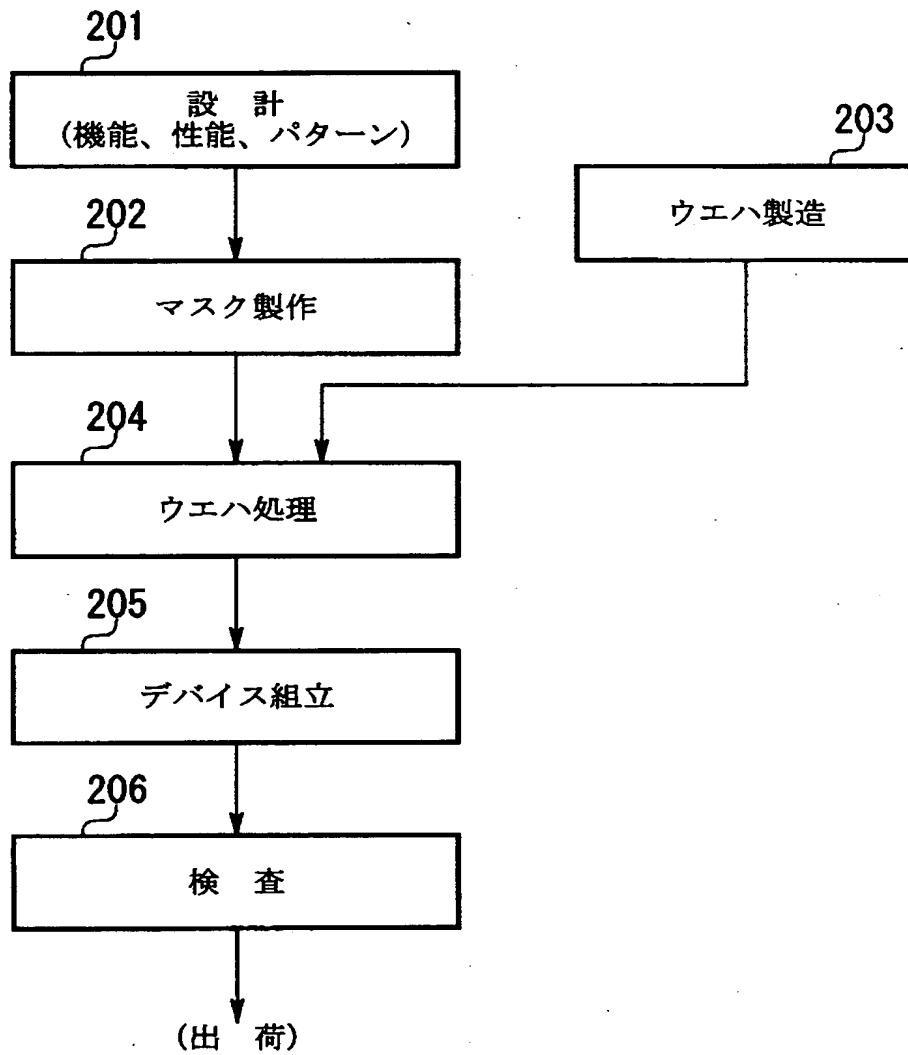 201
設 計
(機能、性能、パターン)
203
ウエハ製造
202
マスク製作
204
ウエハ処理
205
デバイス組立
206
検 査
(出 荷)